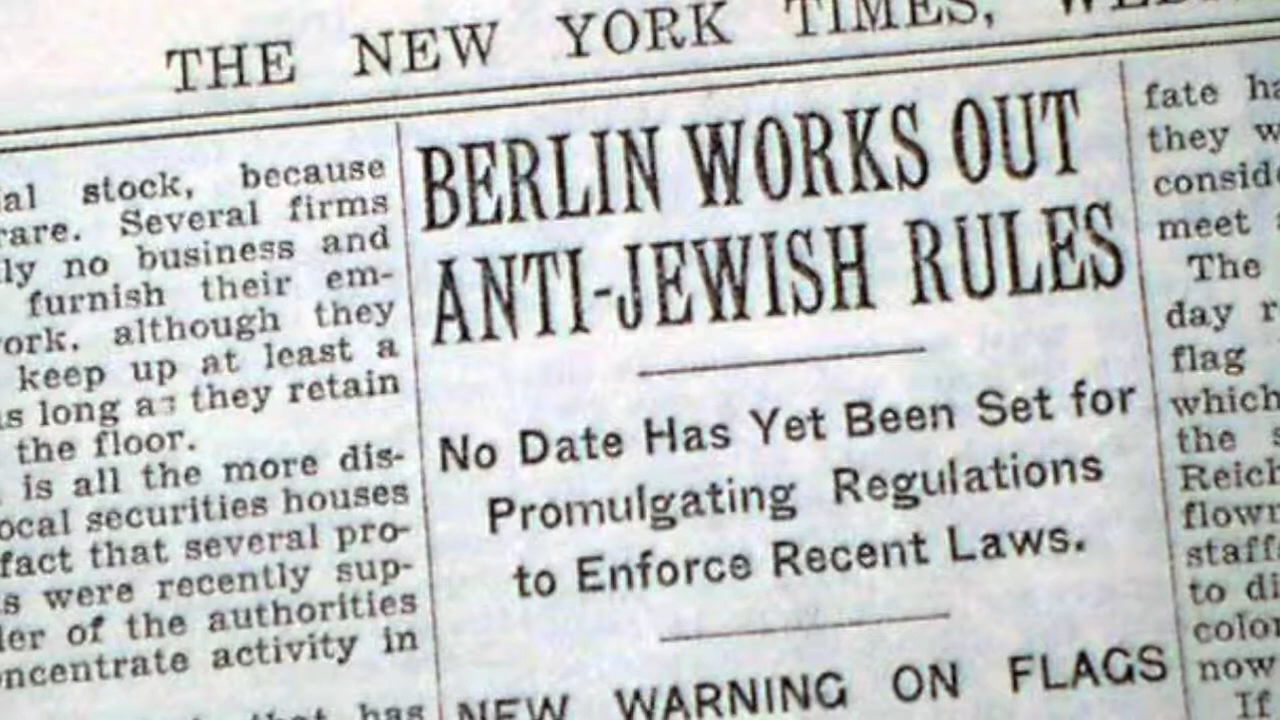 THE NEW YORK TIMES,
al stock, because
rare. Several firms
ly no business and
furnish their em-
ork, although they
keep up at least a
s long as they retain
the floor.
is all the more dis-
ocal securities houses
fact that several pro-
s were recently sup-
er of the authorities
ncentrate activity in
that has
BERLIN WORKS OUT
ANTI-JEWISH RULES
No Date Has Yet Been Set for
Promulgating Regulations
to Enforce Recent Laws.
NEW WARNING ON FLAGS
fate ha
they w
conside
meet
The
day r
flag
which
the s
Reich
flown
staff
to di
color
now
If